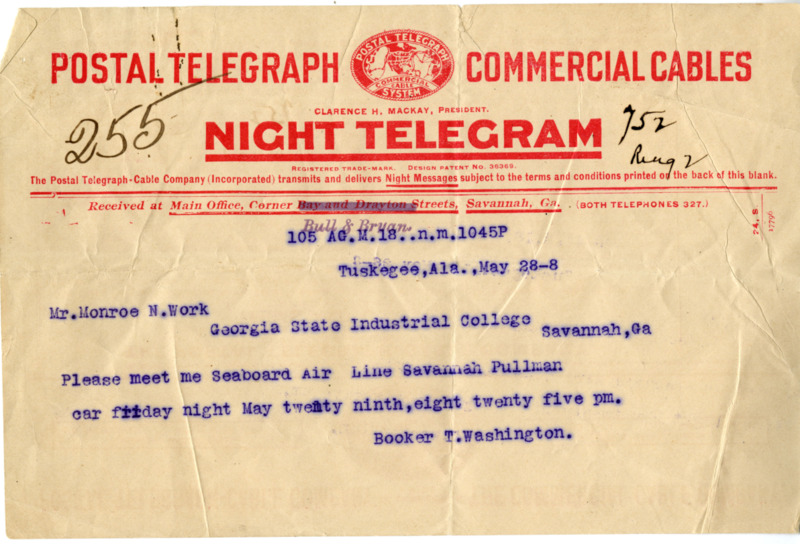 POSTAL TELEGRAPH COMMERCIAL CABLES
POSTAL TELEGRAPH
COMMERCIAL CABLE
SYSTEM
CLARENCE H. MACKAY, PRESIDENT.
255
NIGHT TELEGRAM
752
REGISTERED TRADE-MARK. DESIGN PATENT No. 36369.
The Postal Telegraph-Cable Company (Incorporated) transmits and delivers Night Messages subject to the terms and conditions printed on the back of this blank.
Received at Main Office, Corner Bay and Drayton Streets, Savannah, Ga. (BOTH TELEPHONES 327.)
Bull & Bryan.
105 AG.M.18..n.m.1045P
Tuskegee,Ala.,May 28-8
Mr.Monroe N.Work
Georgia State Industrial College Savannah,Ga
Please meet me Seaboard Air Line Savannah Pullman
car friday night May twenty ninth,eight twenty five pm.
Booker T.Washington.